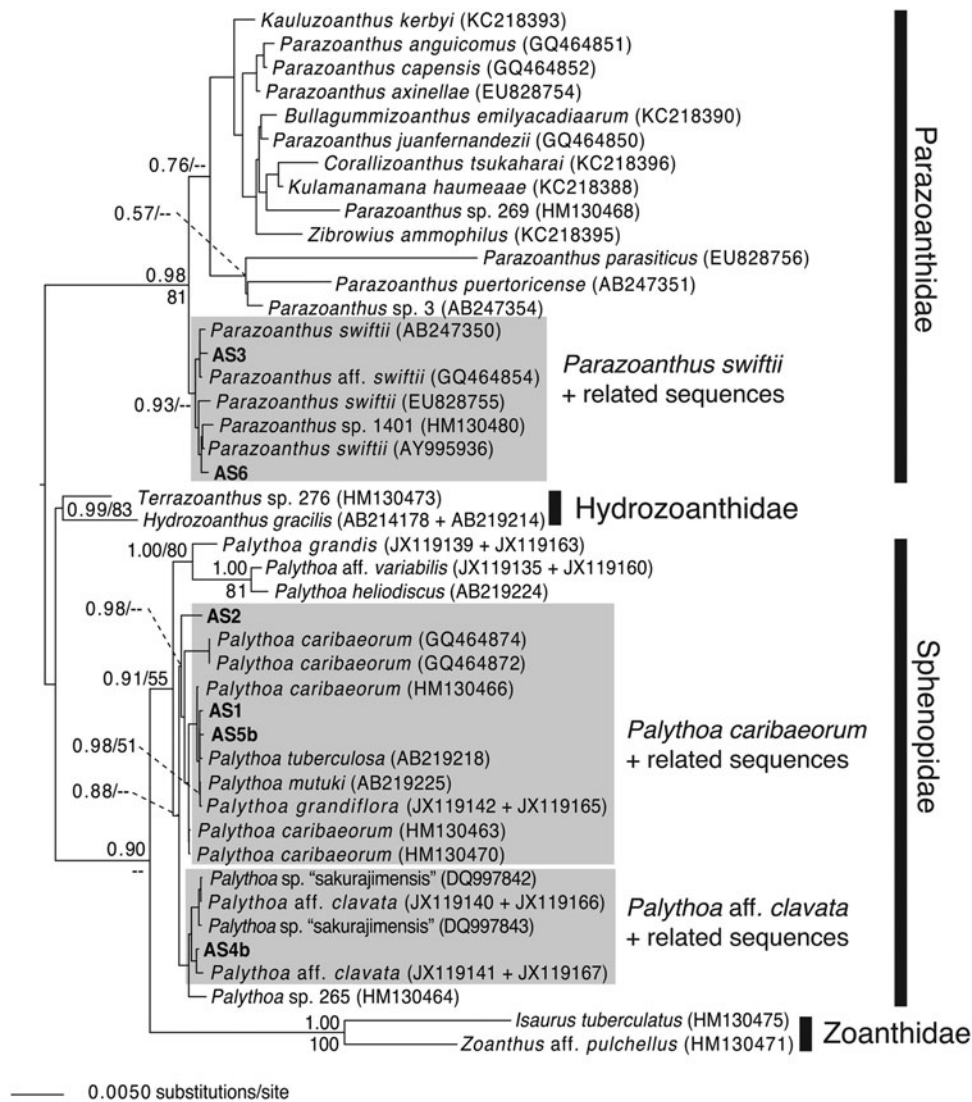 Kauluzoanthus kerbyi (KC218393)
Parazoanthus anguicomus (GQ464851)
Parazoanthus capensis (GQ464852)
Parazoanthus axinellae (EU828754)
Bullagummizoanthus emilyacadiaarum (KC218390)
Parazoanthus juanfernandezii (GQ464850)
Corallizoanthus tsukaharai (KC218396)
0.76/--
Kulamanamana haumeaae (KC218388)
Parazoanthus sp. 269 (HM130468)
0.57/--
Zibrowius ammophilus (KC218395)
Parazoanthus parasiticus (EU828756)
0.98
Parazoanthus puertoricense (AB247351)
81
Parazoanthus sp. 3 (AB247354)
Parazoanthus swiftii (AB247350)
AS3
Parazoanthus aff. swiftii (GQ464854)
0.93/--
Parazoanthus swiftii (EU828755)
Parazoanthus sp. 1401 (HM130480)
Parazoanthus swiftii (AY995936)
AS6
Parazoanthus swiftii
+ related sequences
Parazoanthidae
Terrazoanthus sp. 276 (HM130473)
0.99/83
Hydrozoanthus gracilis (AB214178 + AB219214)
Hydrozoanthidae
1.00/80
Palythoa grandis (JX119139 + JX119163)
1.00
Palythoa aff. variabilis (JX119135 + JX119160)
81
Palythoa heliodiscus (AB219224)
0.98/--
AS2
Palythoa caribaeorum (GQ464874)
Palythoa caribaeorum (GQ464872)
0.91/55
Palythoa caribaeorum (HM130466)
AS1
AS5b
0.98/51
Palythoa tuberculosa (AB219218)
Palythoa mutuki (AB219225)
0.88/--
Palythoa grandiflora (JX119142 + JX119165)
Palythoa caribaeorum (HM130463)
0.90
Palythoa caribaeorum (HM130470)
--
Palythoa caribaeorum
+ related sequences
Palythoa sp. “sakurajimensis” (DQ997842)
Palythoa aff. clavata (JX119140 + JX119166)
Palythoa sp. “sakurajimensis” (DQ997843)
AS4b
Palythoa aff. clavata (JX119141 + JX119167)
Palythoa aff. clavata
+ related sequences
Palythoa sp. 265 (HM130464)
Sphenopidae
1.00
Isaurus tuberculatus (HM130475)
100
Zoanthus aff. pulchellus (HM130471)
Zoanthidae
0.0050 substitutions/site